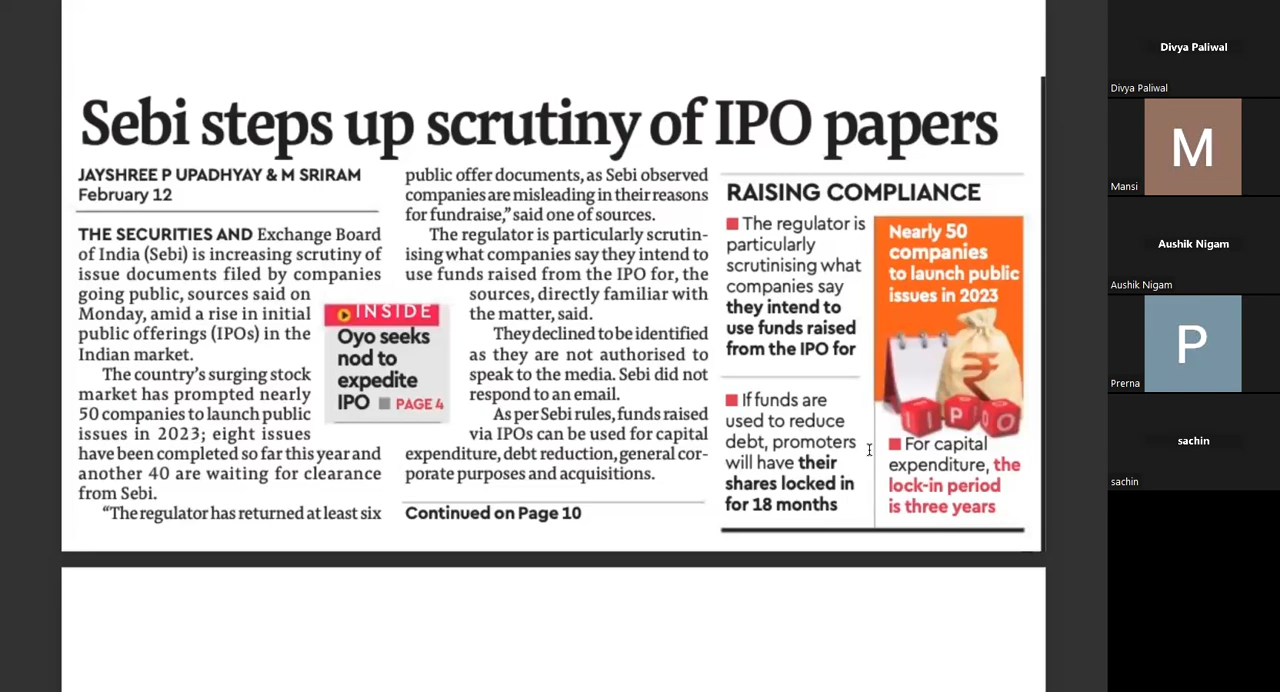 Sebi steps up scrutiny of IPO papers
JAYSHREE P UPADHYAY & M SRIRAM
February 12
THE SECURITIES AND Exchange Board
of India (Sebi) is increasing scrutiny of
issue documents filed by companies
going public, sources said on
Monday, amid a rise in initial
public offerings (IPOs) in the
Indian market.
The country's surging stock
market has prompted nearly
50 companies to launch public
issues in 2023; eight issues
have been completed so far this year and
another 40 are waiting for clearance
from Sebi.
"The regulator has returned at least six
INSIDE
Oyo seeks
nod to
expedite
IPO
PAGE 4
public offer documents, as Sebi observed
companies are misleading in their reasons
for fundraise," said one of sources.
The regulator is particularly scrutin-
ising what companies say they intend to
use funds raised from the IPO for, the
sources, directly familiar with
the matter, said.
They declined to be identified
as they are not authorised to
speak to the media. Sebi did not
respond to an email.
As per Sebi rules, funds raised
via IPOs can be used for capital
expenditure, debt reduction, general cor-
porate purposes and acquisitions.
Continued on Page 10
RAISING COMPLIANCE
The regulator is
particularly
scrutinising what
companies say
they intend to
use funds raised
from the IPO for
If funds are
used to reduce
debt, promoters
will have their
shares locked in
for 18 months
Nearly 50
companies
to launch public
issues in 2023
₹
I P O
For capital
expenditure, the
lock-in period
is three years
Divya Paliwal
Divya Paliwal
M
Mansi
Aushik Nigam
Aushik Nigam
P
Prerna
sachin
sachin